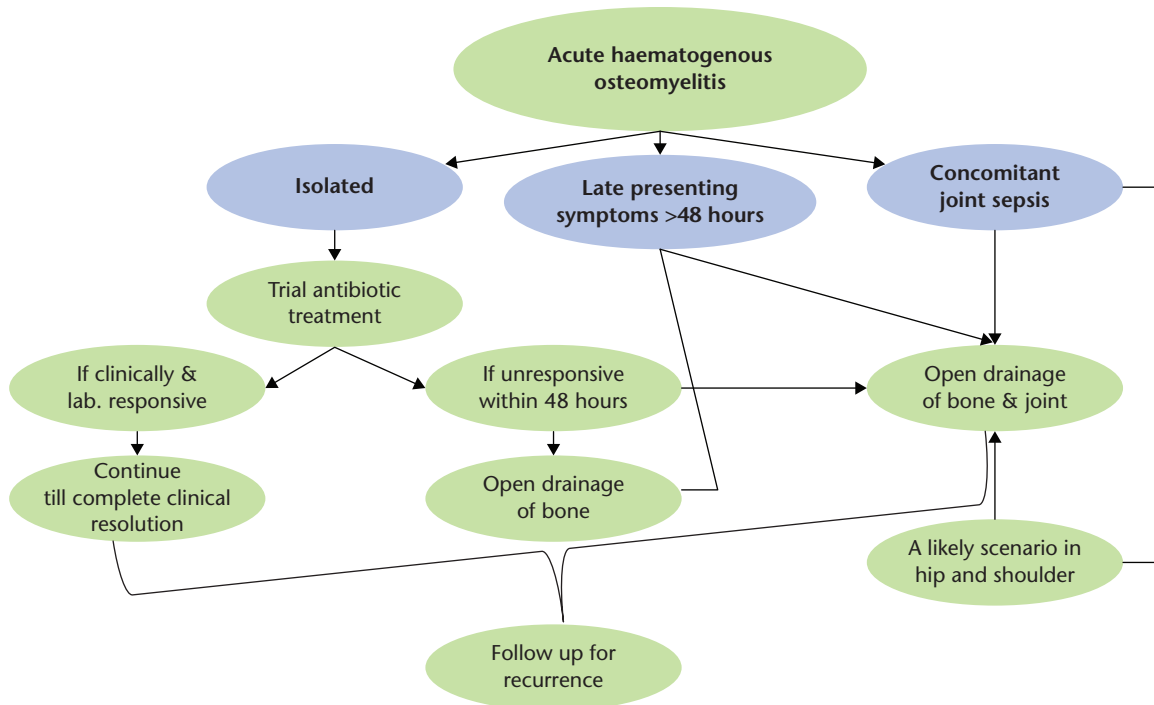 Acute haematogenous
osteomyelitis
Isolated
Late presenting
symptoms >48 hours
Concomitant
joint sepsis
Trial antibiotic
treatment
If clinically &
lab. responsive
If unresponsive
within 48 hours
Open drainage
of bone & joint
Continue
till complete clinical
resolution
Open drainage
of bone
A likely scenario in
hip and shoulder
Follow up for
recurrence